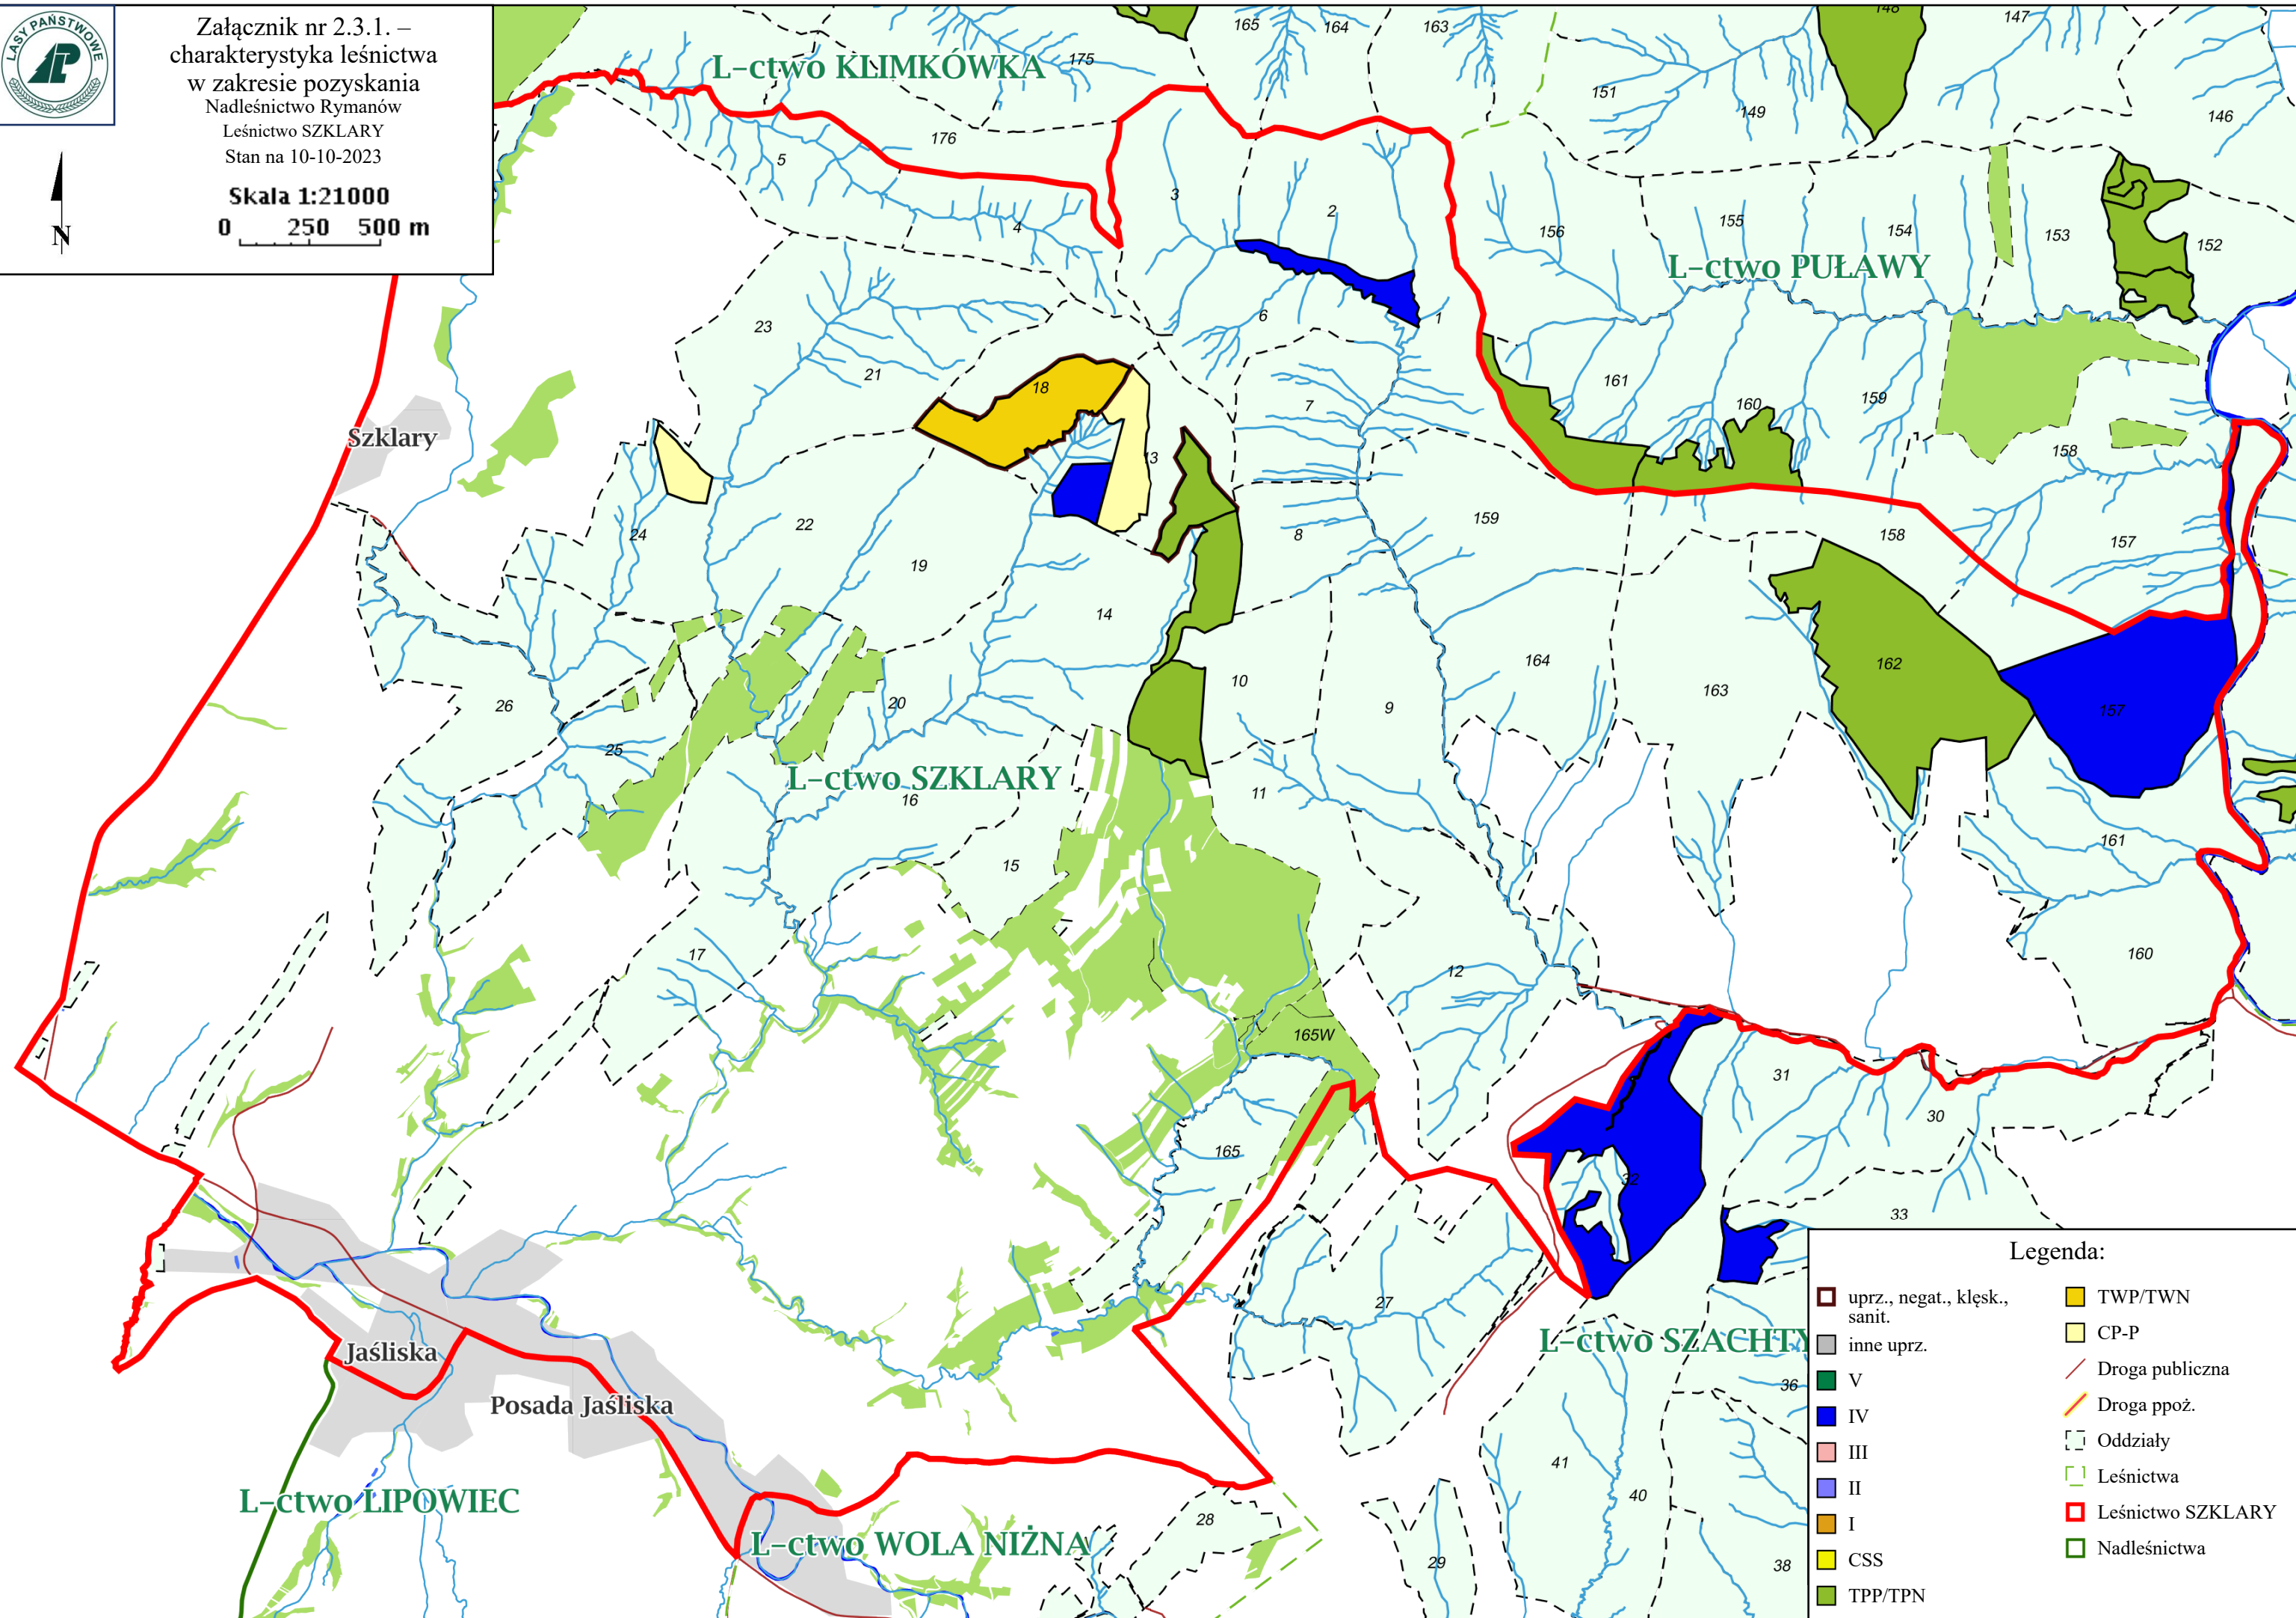 LASY PAŃSTWOWE
Załącznik nr 2.3.1. –
charakterystyka leśnictwa
w zakresie pozyskania
Nadleśnictwo Rymanów
Leśnictwo SZKLARY
Stan na 10-10-2023
Skala 1:21000
0 250 500 m
N
165 164 163 148 147
L-ctwo KLIMKÓWKA
175
151 149 146
176
5
3 2 156 155 154 153 152
4
L-ctwo PUŁAWY
23 6 1
21 18 161 160 159
7
Szklary
13 158
24 22 8 159 158 157
19
14
10 164 163 162
26 20 9 157
25
L-ctwo SZKLARY
16 11
15 161
17 12 160
165W
31
30
165
32
33
27
L-ctwo SZACHTY
Jaśliska
36
Posada Jaśliska
41
40
L-ctwo LIPOWIEC
28
L-ctwo WOLA NIŻNA
29 38
Legenda:
uprz., negat., klęsk.,
sanit.
inne uprz.
V
IV
III
II
I
CSS
TPP/TPN
TWP/TWN
CP-P
Droga publiczna
Droga ppoż.
Oddziały
Leśnictwa
Leśnictwo SZKLARY
Nadleśnictwa